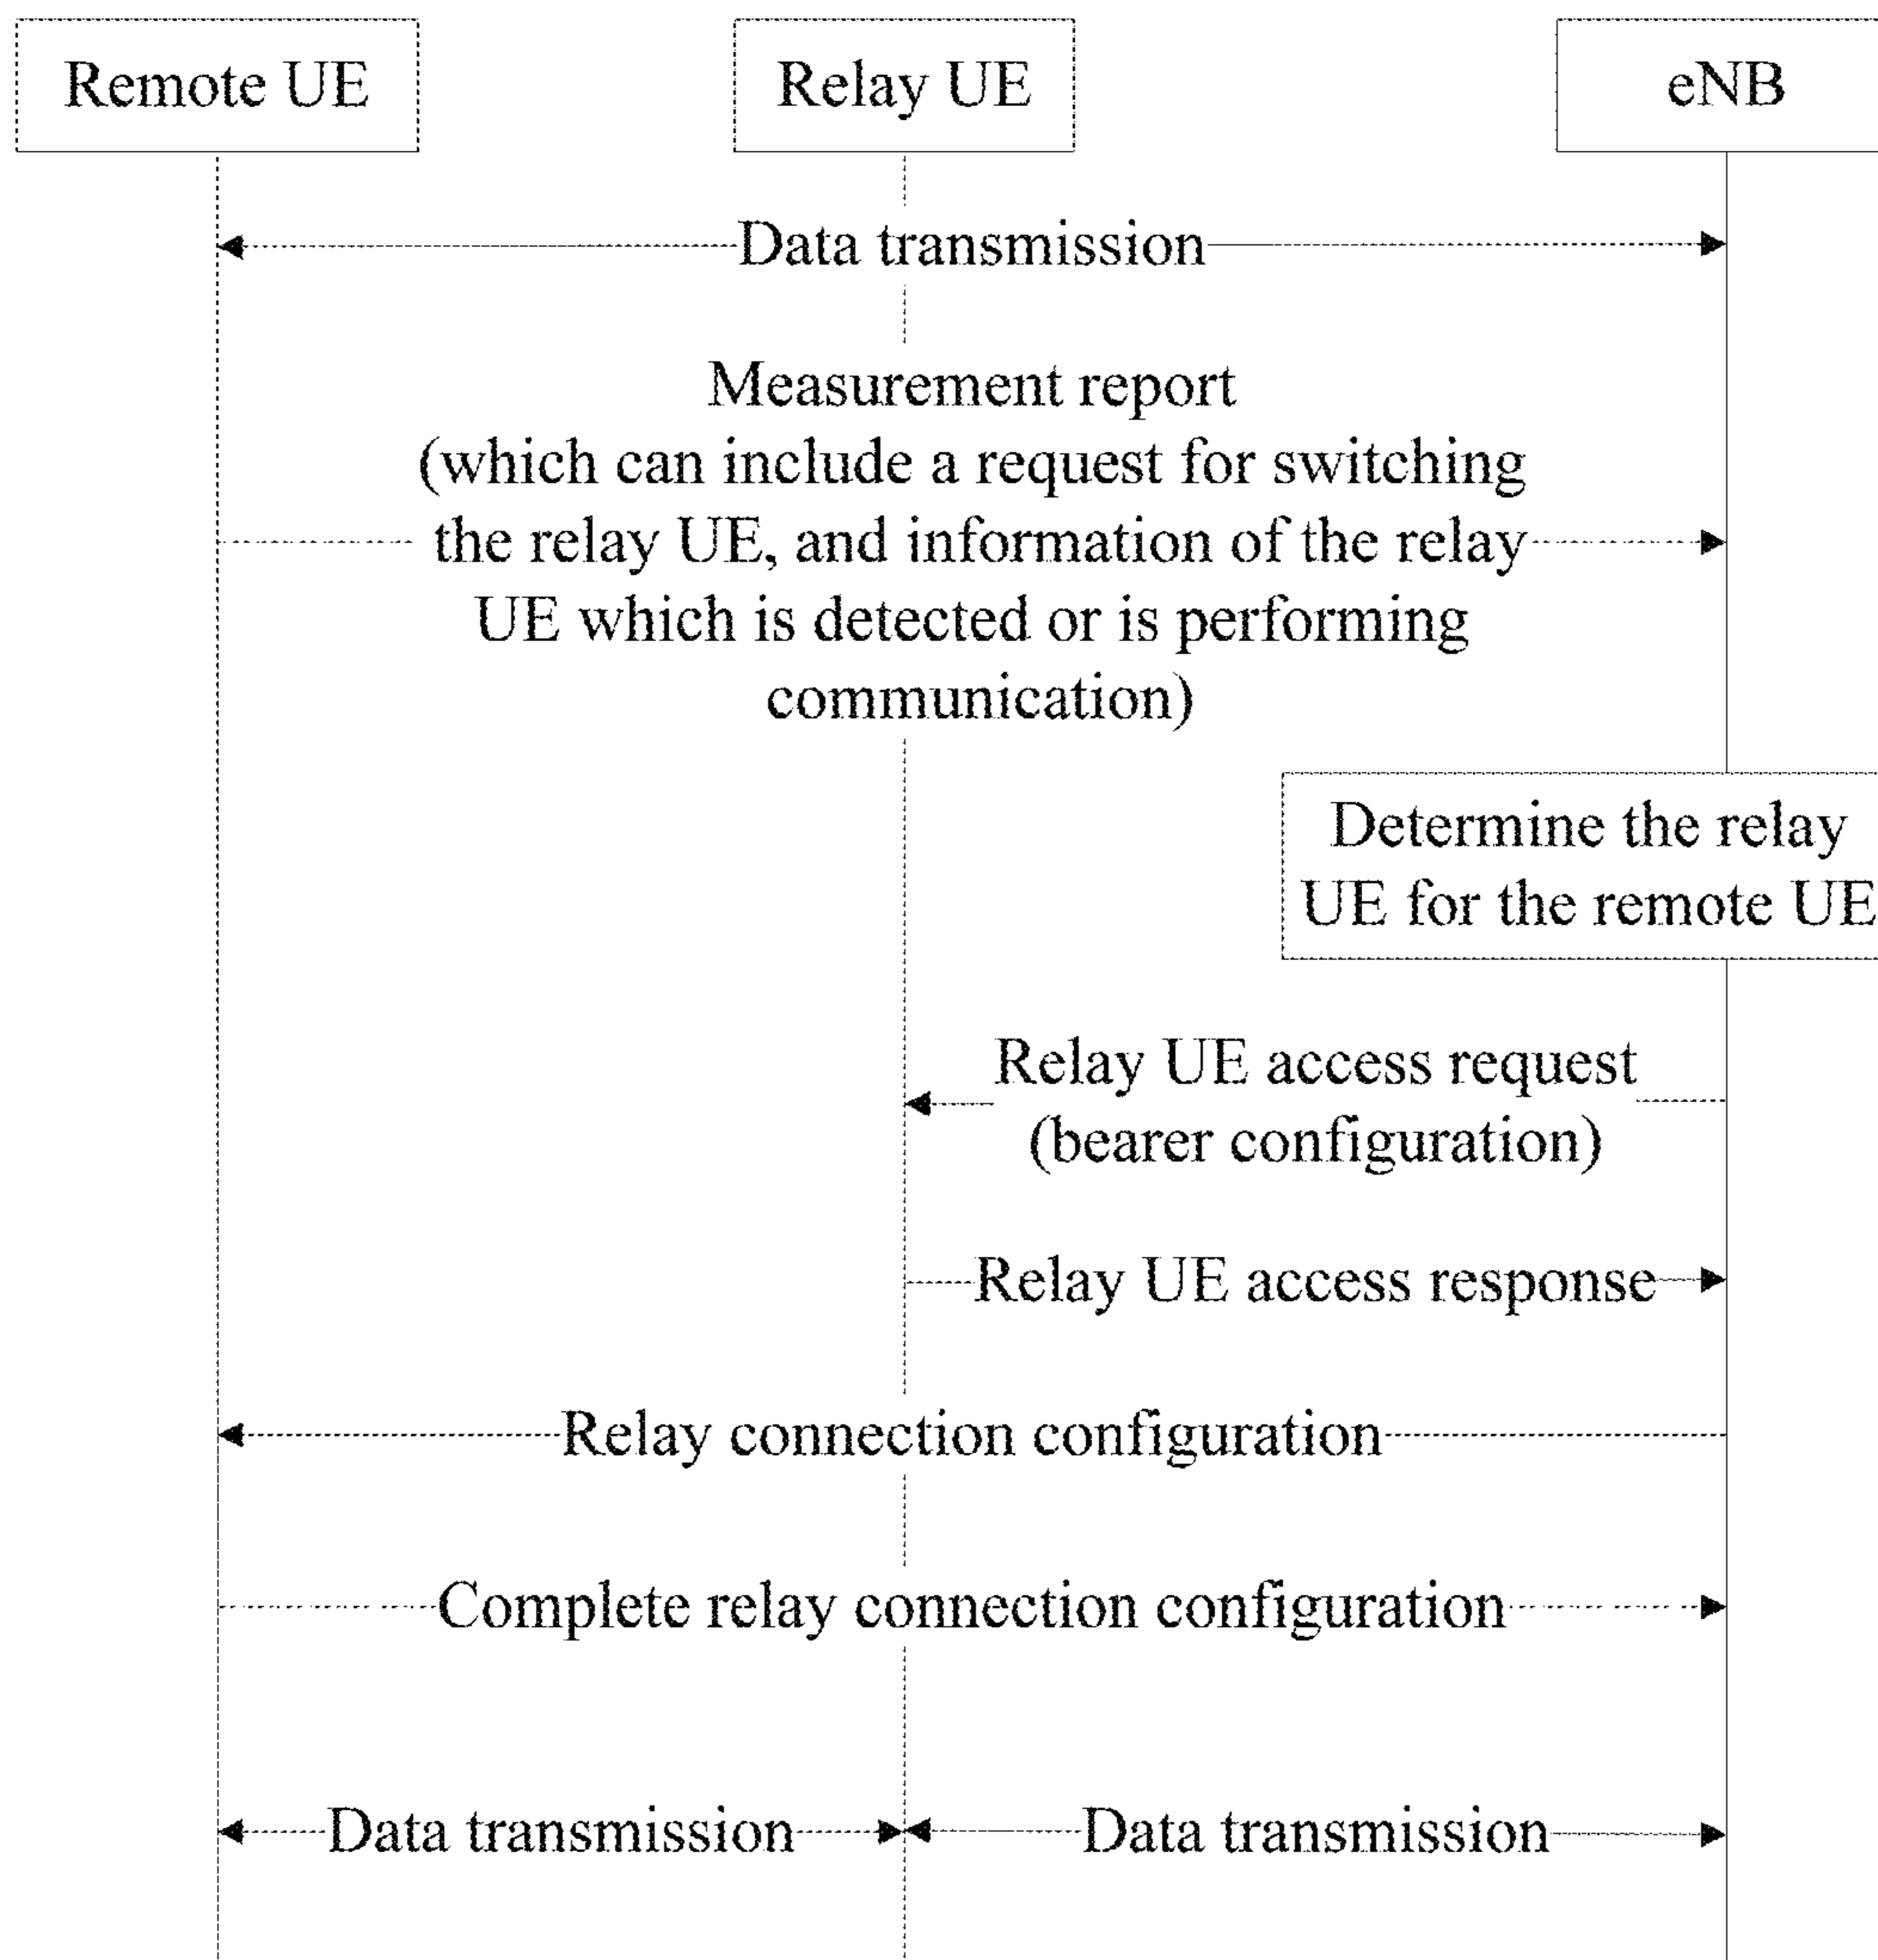 Remote UE
Relay UE
eNB
Data transmission
Measurement report
(which can include a request for switching
the relay UE, and information of the relay
UE which is detected or is performing
communication)
Determine the relay
UE for the remote UE
Relay UE access request
(bearer configuration)
Relay UE access response
Relay connection configuration
Complete relay connection configuration
Data transmission
Data transmission